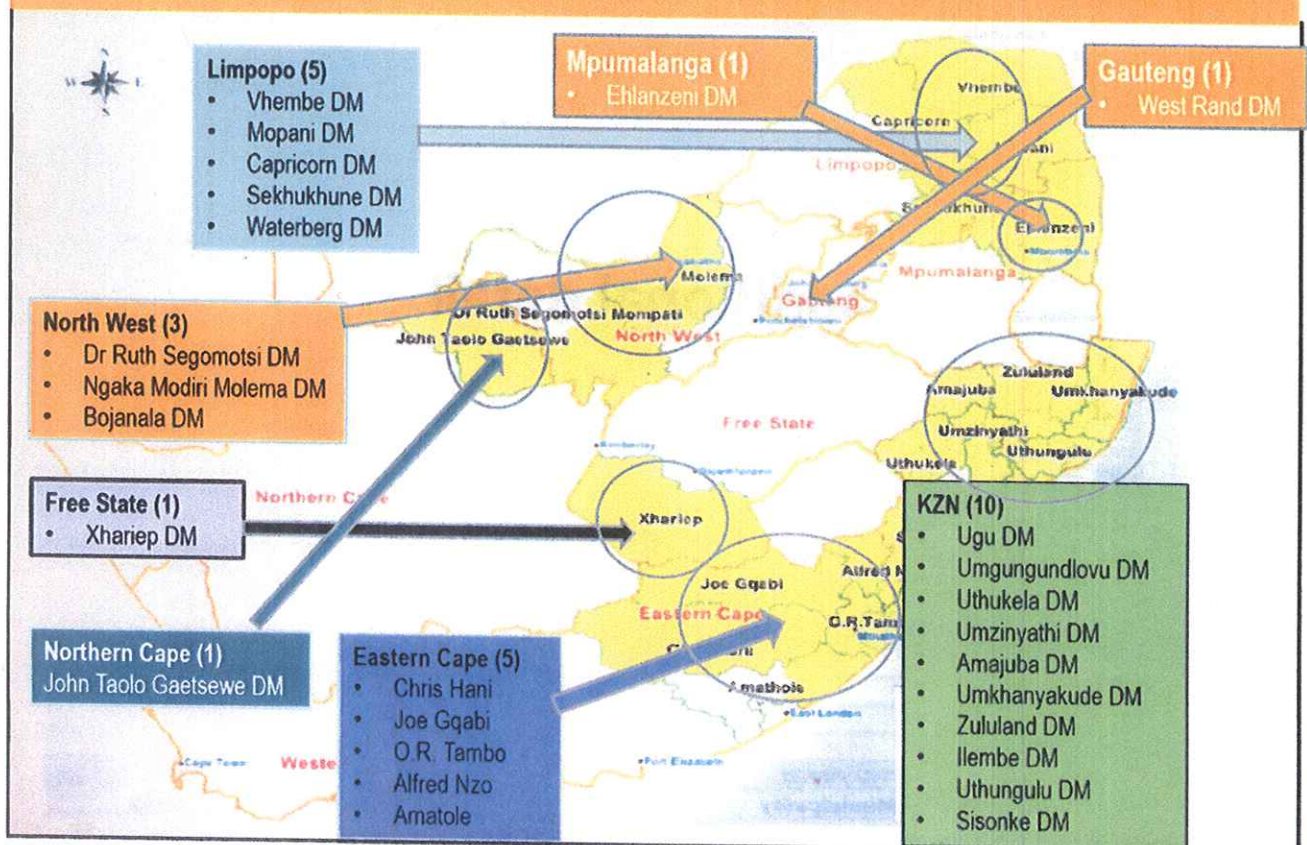 Limpopo (5)
• Vhembe DM
• Mopani DM
• Capricorn DM
• Sekhukhune DM
• Waterberg DM
Mpumalanga (1)
• Ehlanzeni DM
Gauteng (1)
• West Rand DM
North West (3)
• Dr Ruth Segomotsi DM
• Ngaka Modiri Molema DM
• Bojanala DM
Free State (1)
• Xhariep DM
Northern Cape (1)
John Taolo Gaetsewe DM
Eastern Cape (5)
• Chris Hani
• Joe Gqabi
• O.R. Tambo
• Alfred Nzo
• Amatole
KZN (10)
• Ugu DM
• Umgungundlovu DM
• Uthukela DM
• Umzinyathi DM
• Amajuba DM
• Umkhanyakude DM
• Zululand DM
• Ilembe DM
• Uthungulu DM
• Sisonke DM
W
E
Vhembe
Capricorn
Limpopo
Ehlanzeni
Mpumalanga
Molema
Gauteng
Dr Ruth Segomotsi Mompati
John Taolo Gaetsewe
North West
Zululand
Amajuba
Umkhanyakude
Umzinyathi
Uthungulu
Uthukela
Free State
Kimberley
Northern Cape
Xhariep
Joe Gqabi
Alfred
Eastern Cape
Amathole
East London
Cape Town
Port Elizabeth